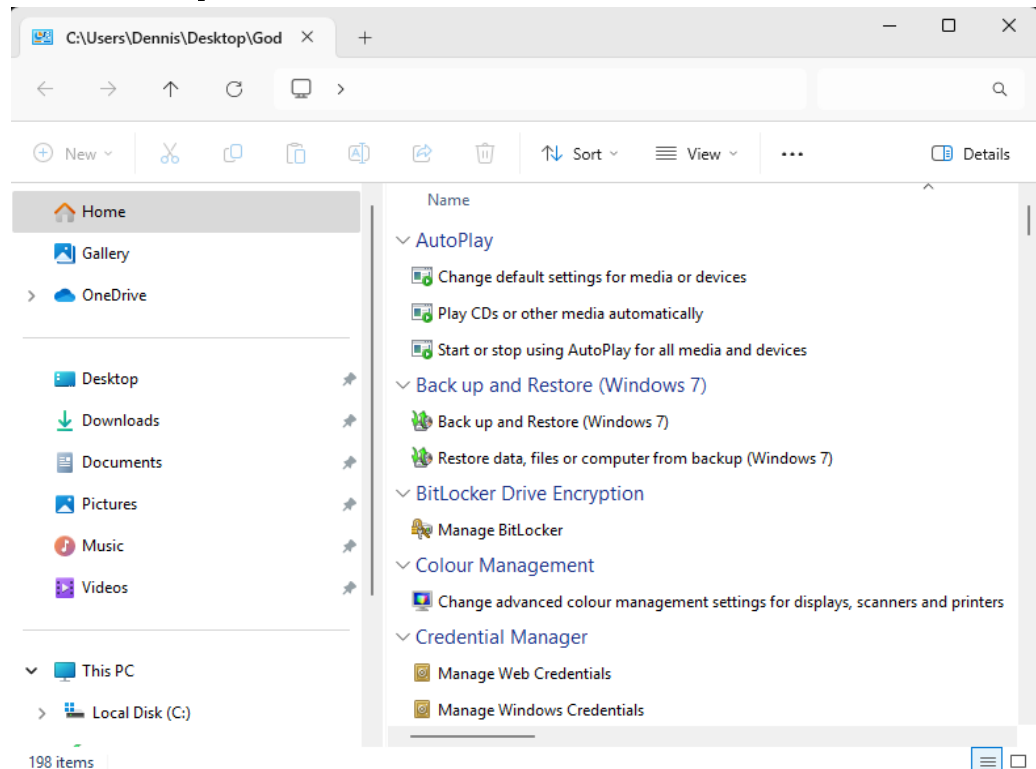 C:\Users\Dennis\Desktop\God
New
Sort
View
Details
Home
Gallery
OneDrive
Desktop
Downloads
Documents
Pictures
Music
Videos
This PC
Local Disk (C:)
Name
AutoPlay
Change default settings for media or devices
Play CDs or other media automatically
Start or stop using AutoPlay for all media and devices
Back up and Restore (Windows 7)
Back up and Restore (Windows 7)
Restore data, files or computer from backup (Windows 7)
BitLocker Drive Encryption
Manage BitLocker
Colour Management
Change advanced colour management settings for displays, scanners and printers
Credential Manager
Manage Web Credentials
Manage Windows Credentials
198 items